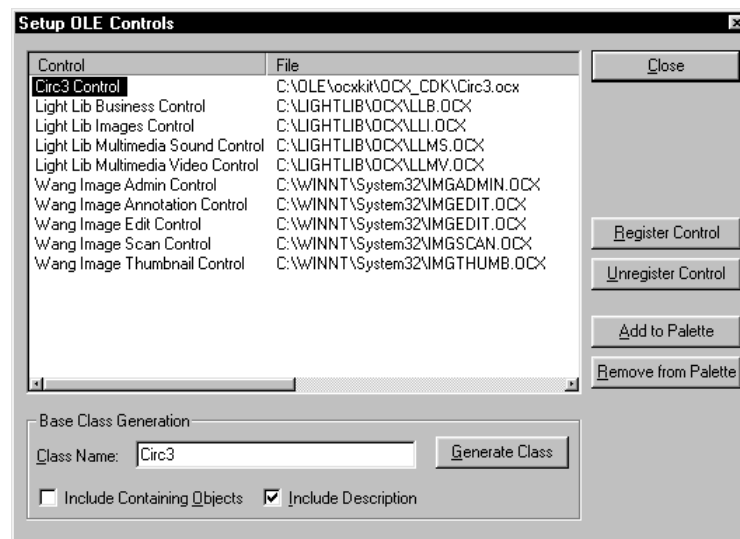 Setup OLE Controls
Control File
Circ3 Control C:\OLE\ocxkit\OCX_CDK\Circ3.ocx
Light Lib Business Control C:\LIGHTLIB\OCX\LLB.OCX
Light Lib Images Control C:\LIGHTLIB\OCX\LLI.OCX
Light Lib Multimedia Sound Control C:\LIGHTLIB\OCX\LLMS.OCX
Light Lib Multimedia Video Control C:\LIGHTLIB\OCX\LLMV.OCX
Wang Image Admin Control C:\WINNT\System32\IMGADMIN.OCX
Wang Image Annotation Control C:\WINNT\System32\IMGEDIT.OCX
Wang Image Edit Control C:\WINNT\System32\IMGEDIT.OCX
Wang Image Scan Control C:\WINNT\System32\IMGSCAN.OCX
Wang Image Thumbnail Control C:\WINNT\System32\IMGTHUMB.OCX
Close
Register Control
Unregister Control
Add to Palette
Remove from Palette
Base Class Generation
Class Name: Circ3 Generate Class
Include Containing Objects Include Description